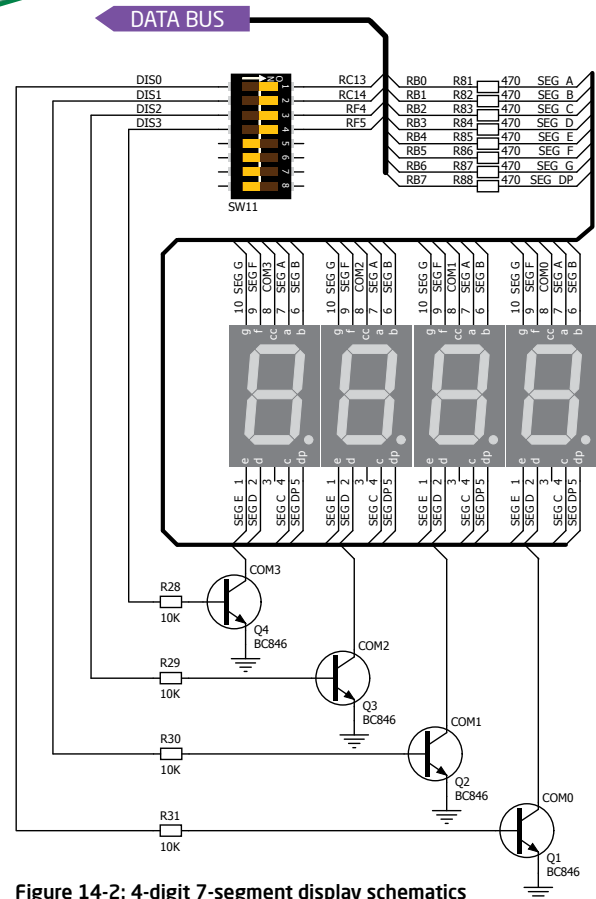 DATA BUS
DIS0 RC13 RB0 R81 470 SEG A
DIS1 RC14 RB1 R82 470 SEG B
DIS2 RF4 RB2 R83 470 SEG C
DIS3 RF5 RB3 R84 470 SEG D
RB4 R85 470 SEG E
RB5 R86 470 SEG F
RB6 R87 470 SEG G
RB7 R88 470 SEG DP
ON
1
2
3
4
5
6
7
8
SW11
10 SEG G
9 SEG F
8 COM3
7 SEG A
6 SEG B
10 SEG G
9 SEG F
8 COM2
7 SEG A
6 SEG B
10 SEG G
9 SEG F
8 COM1
7 SEG A
6 SEG B
10 SEG G
9 SEG F
8 COM0
7 SEG A
6 SEG B
g f cc a b
g f cc a b
g f cc a b
g f cc a b
e d c dp
e d c dp
e d c dp
e d c dp
SEG E 1
SEG D 2
3
SEG C 4
SEG DP 5
SEG E 1
SEG D 2
3
SEG C 4
SEG DP 5
SEG E 1
SEG D 2
3
SEG C 4
SEG DP 5
SEG E 1
SEG D 2
3
SEG C 4
SEG DP 5
COM3
R28
10K
Q4
BC846
COM2
R29
10K
Q3
BC846
COM1
R30
10K
Q2
BC846
COM0
R31
10K
Q1
BC846
Figure 14-2: 4-digit 7-segment display schematics